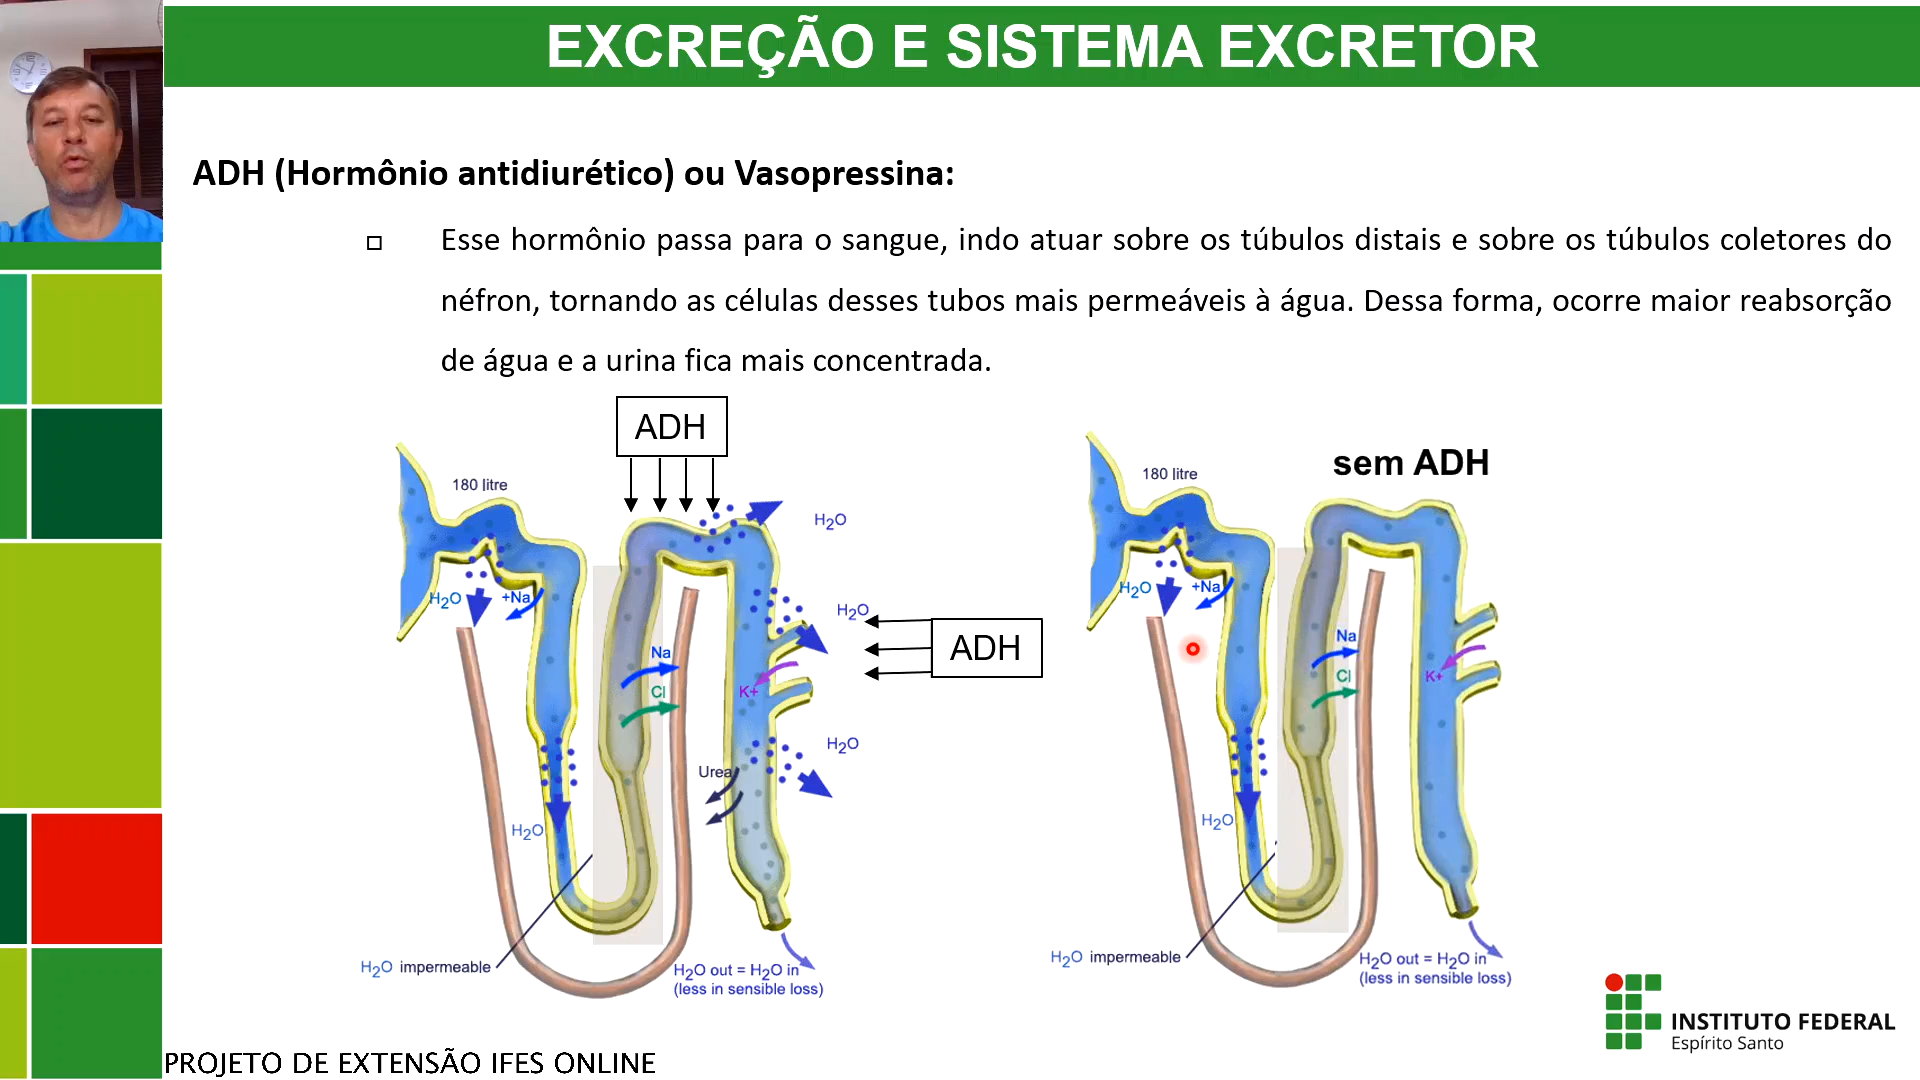 EXCREÇÃO E SISTEMA EXCRETOR
ADH (Hormônio antidiurético) ou Vasopressina:
Esse hormônio passa para o sangue, indo atuar sobre os túbulos distais e sobre os túbulos coletores do
néfron, tornando as células desses tubos mais permeáveis à água. Dessa forma, ocorre maior reabsorção
de água e a urina fica mais concentrada.
ADH
180 litre
H2O
H2O
+Na
H2O
ADH
Na
Cl
K+
H2O
Urea
H2O
H2O impermeable
H2O out = H2O in
(less in sensible loss)
sem ADH
180 litre
H2O
+Na
Na
Cl
K+
H2O
H2O impermeable
H2O out = H2O in
(less in sensible loss)
INSTITUTO FEDERAL
Espírito Santo
PROJETO DE EXTENSÃO IFES ONLINE